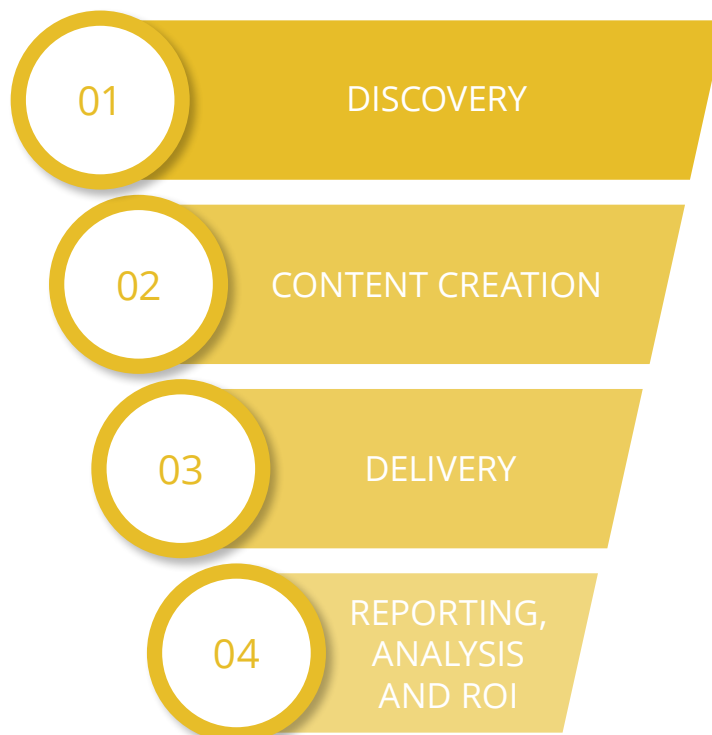 01
DISCOVERY
02
CONTENT CREATION
03
DELIVERY
04
REPORTING,
ANALYSIS
AND ROI